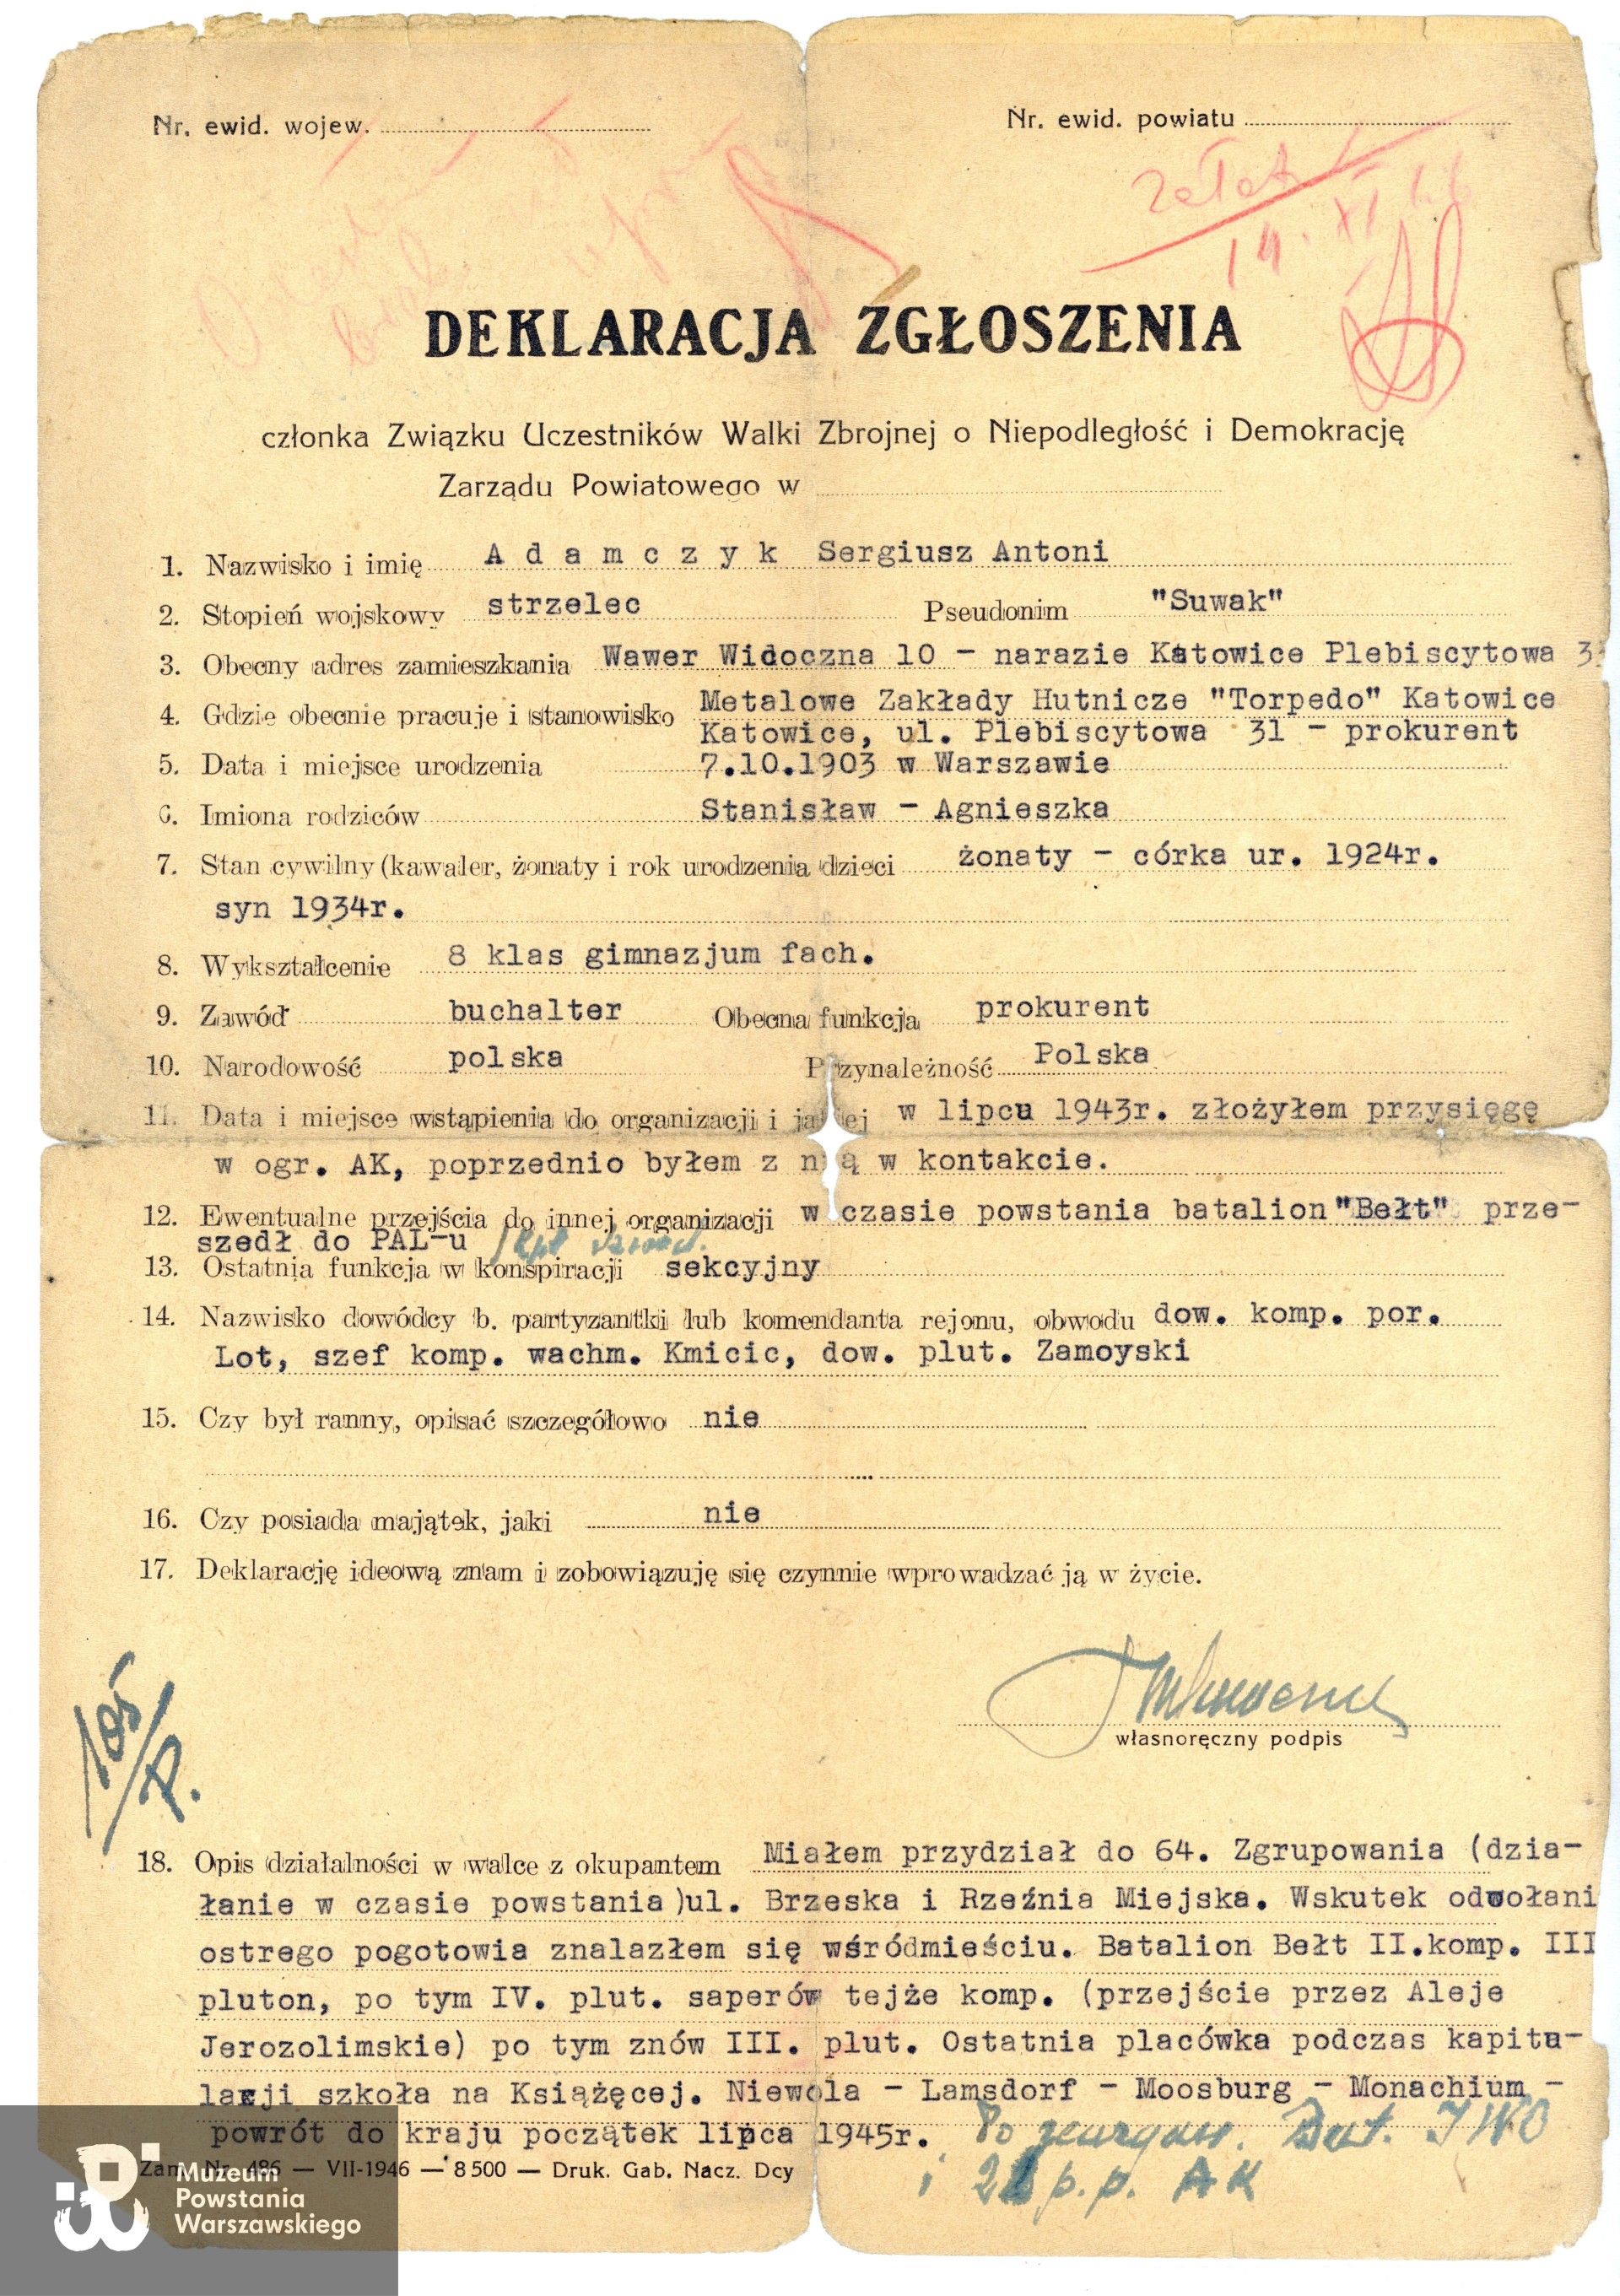 Nr. ewid. wojew.
Nr. ewid. powiatu
14. XI 46
DEKLARACJA ZGŁOSZENIA
członka Związku Uczestników Walki Zbrojnej o Niepodległość i Demokrację
Zarządu Powiatowego w
1. Nazwisko i imię A d a m c z y k Sergiusz Antoni
2. Stopień wojskowy strzelec Pseudonim "Suwak"
3. Obecny adres zamieszkania Wawer Widoczna 10 - narazie Katowice Plebiscytowa 3
4. Gdzie obecnie pracuje i stanowisko Metalowe Zakłady Hutnicze "Torpedo" Katowice
Katowice, ul. Plebiscytowa 31 - prokurent
5. Data i miejsce urodzenia 7.10.1903 w Warszawie
6. Imiona rodziców Stanisław - Agnieszka
7. Stan cywilny (kawaler, żonaty i rok urodzenia dzieci żonaty - córka ur. 1924r.
syn 1934r.
8. Wykształcenie 8 klas gimnazjum fach.
9. Zawód buchalter Obecna funkcja prokurent
10. Narodowość polska Przynależność Polska
11. Data i miejsce wstąpienia do organizacji i jakiej w lipcu 1943r. złożyłem przysięgę
w ogr. AK, poprzednio byłem z nią w kontakcie.
12. Ewentualne przejścia do innej organizacji w czasie powstania batalion "Bełt" prze-
szedł do PAL-u
13. Ostatnia funkcja w konspiracji sekcyjny
14. Nazwisko dowódcy b. partyzantki lub komendanta rejonu, obwodu dow. komp. por.
Lot, szef komp. wachm. Kmicic, dow. plut. Zamoyski
15. Czy był ranny, opisać szczegółowo nie
16. Czy posiada majątek, jaki nie
17. Deklarację ideową znam i zobowiązuję się czynnie wprowadzać ją w życie.
własnoręczny podpis
18. Opis działalności w walce z okupantem Miałem przydział do 64. Zgrupowania (dzia-
łanie w czasie powstania)ul. Brzeska i Rzeźnia Miejska. Wskutek odwołani
ostrego pogotowia znalazłem się wśródmieściu. Batalion Bełt II.komp. III
pluton, po tym IV. plut. saperów tejże komp. (przejście przez Aleje
Jerozolimskie) po tym znów III. plut. Ostatnia placówka podczas kapitu-
lacji szkoła na Książęcej. Niewola - Lamsdorf - Moosburg - Monachium -
powrót do kraju początek lipca 1945r. Po Bat.
i p.p. AK
Zam. Nr. 486 — VII-1946 — 8500 — Druk. Gab. Nacz. Dcy
Muzeum
Powstania
Warszawskiego